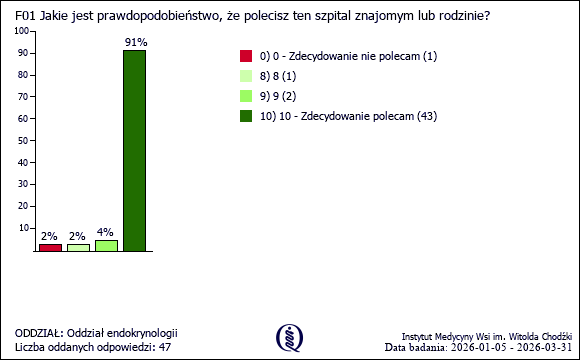 F01 Jakie jest prawdopodobieństwo, że polecisz ten szpital znajomym lub rodzinie?
100
90
80
70
60
50
40
30
20
10
2%
2%
4%
91%
0) 0 - Zdecydowanie nie polecam (1)
8) 8 (1)
9) 9 (2)
10) 10 - Zdecydowanie polecam (43)
ODDZIAŁ: Oddział endokrynologii
Liczba oddanych odpowiedzi: 47
Instytut Medycyny Wsi im. Witolda Chodźki
Data badania: 2026-01-05 - 2026-03-31